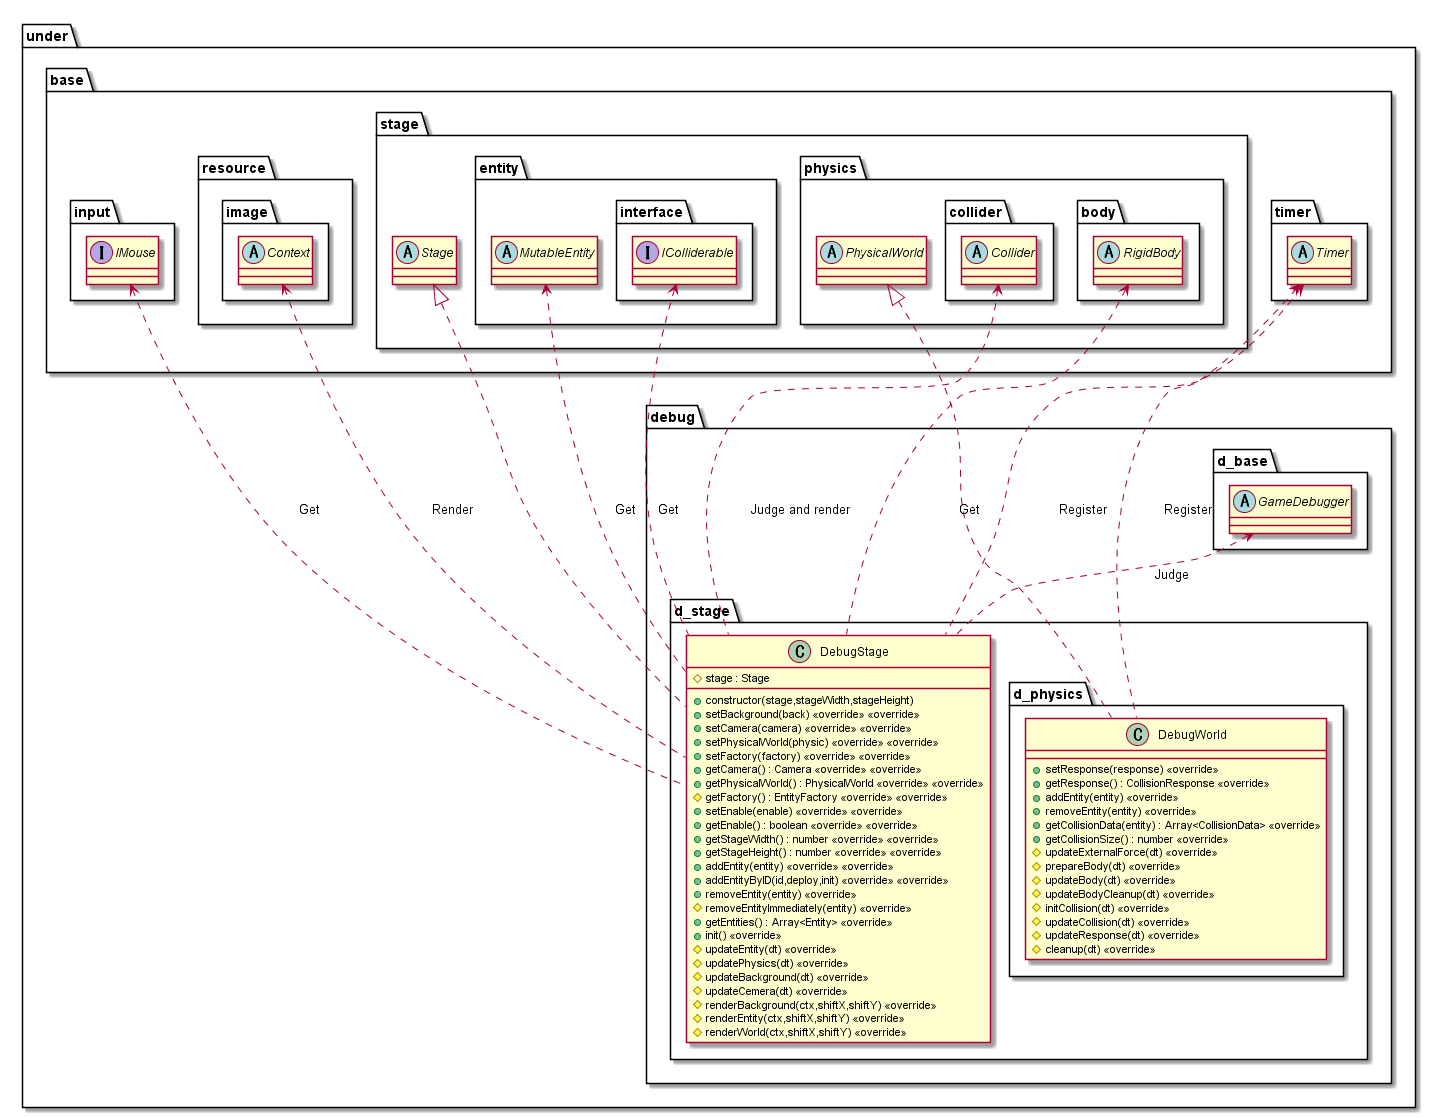 under
base
stage
resource
entity
physics
input
image
interface
collider
body
timer
I IMouse
A Context
A Stage
A MutableEntity
I IColliderable
A PhysicalWorld
A Collider
A RigidBody
A Timer
debug
d_base
A GameDebugger
Get
Render
Get
Get
Judge and render
Get
Register
Register
Judge
d_stage
C DebugStage
stage : Stage
constructor(stage,stageWidth,stageHeight)
setBackground(back) «override» «override»
setCamera(camera) «override» «override»
setPhysicalWorld(physic) «override» «override»
setFactory(factory) «override» «override»
getCamera() : Camera «override» «override»
getPhysicalWorld() : PhysicalWorld «override» «override»
getFactory() : EntityFactory «override» «override»
setEnable(enable) «override» «override»
getEnable() : boolean «override» «override»
getStageWidth() : number «override» «override»
getStageHeight() : number «override» «override»
addEntity(entity) «override» «override»
addEntityByID(id,deploy,init) «override» «override»
removeEntity(entity) «override»
removeEntityImmediately(entity) «override»
getEntities() : Array<Entity> «override»
init() «override»
updateEntity(dt) «override»
updatePhysics(dt) «override»
updateBackground(dt) «override»
updateCemera(dt) «override»
renderBackground(ctx,shiftX,shiftY) «override»
renderEntity(ctx,shiftX,shiftY) «override»
renderWorld(ctx,shiftX,shiftY) «override»
d_physics
C DebugWorld
setResponse(response) «override»
getResponse() : CollisionResponse «override»
addEntity(entity) «override»
removeEntity(entity) «override»
getCollisionData(entity) : Array<CollisionData> «override»
getCollisionSize() : number «override»
updateExternalForce(dt) «override»
prepareBody(dt) «override»
updateBody(dt) «override»
updateBodyCleanup(dt) «override»
initCollision(dt) «override»
updateCollision(dt) «override»
updateResponse(dt) «override»
cleanup(dt) «override»